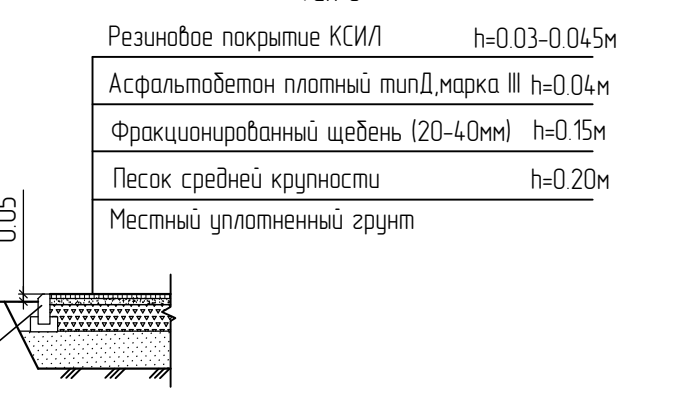 Резиновое покрытие КСИЛ h=0.03-0.045м
Асфальтобетон плотный типД,марка III h=0.04м
Фракционированный щебень (20-40мм) h=0.15м
Песок средней крупности h=0.20м
Местный уплотненный грунт
0.05